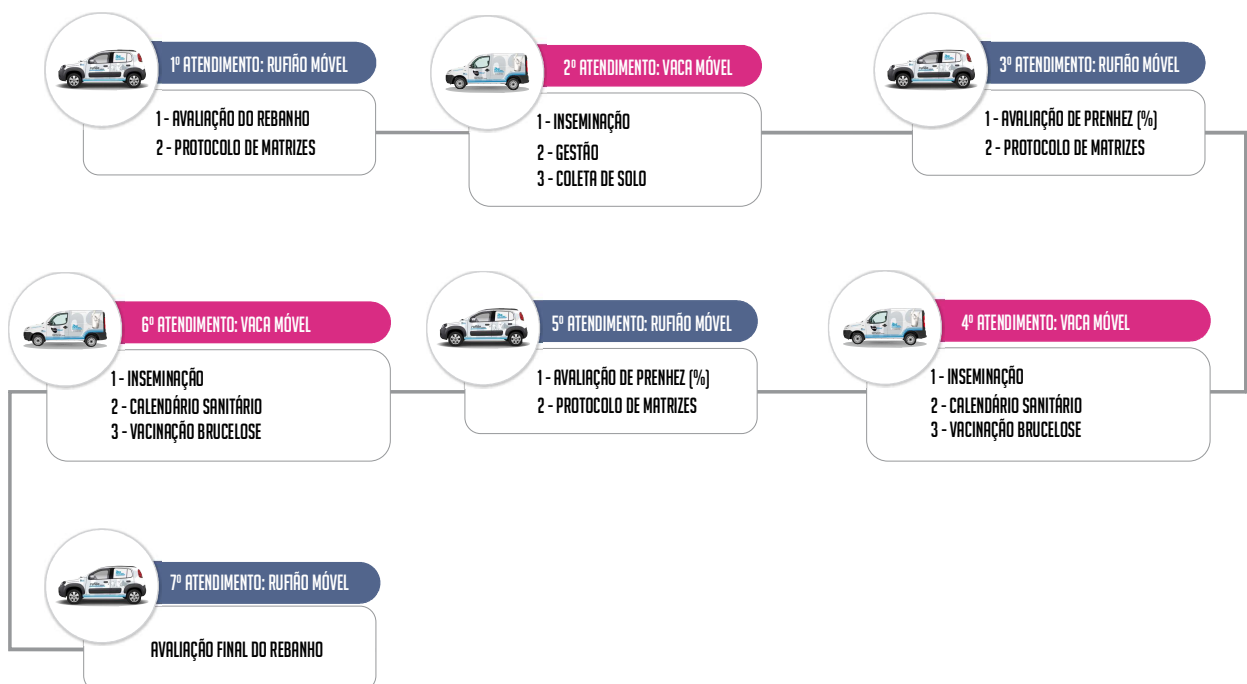 1º ATENDIMENTO: RUFIÃO MÓVEL
1 - AVALIAÇÃO DO REBANHO
2 - PROTOCOLO DE MATRIZES
2º ATENDIMENTO: VACA MÓVEL
1 - INSEMINAÇÃO
2 - GESTÃO
3 - COLETA DE SOLO
3º ATENDIMENTO: RUFIÃO MÓVEL
1 - AVALIAÇÃO DE PRENHEZ (%)
2 - PROTOCOLO DE MATRIZES
4º ATENDIMENTO: VACA MÓVEL
1 - INSEMINAÇÃO
2 - CALENDÁRIO SANITÁRIO
3 - VACINAÇÃO BRUCELOSE
5º ATENDIMENTO: RUFIÃO MÓVEL
1 - AVALIAÇÃO DE PRENHEZ (%)
2 - PROTOCOLO DE MATRIZES
6º ATENDIMENTO: VACA MÓVEL
1 - INSEMINAÇÃO
2 - CALENDÁRIO SANITÁRIO
3 - VACINAÇÃO BRUCELOSE
7º ATENDIMENTO: RUFIÃO MÓVEL
AVALIAÇÃO FINAL DO REBANHO